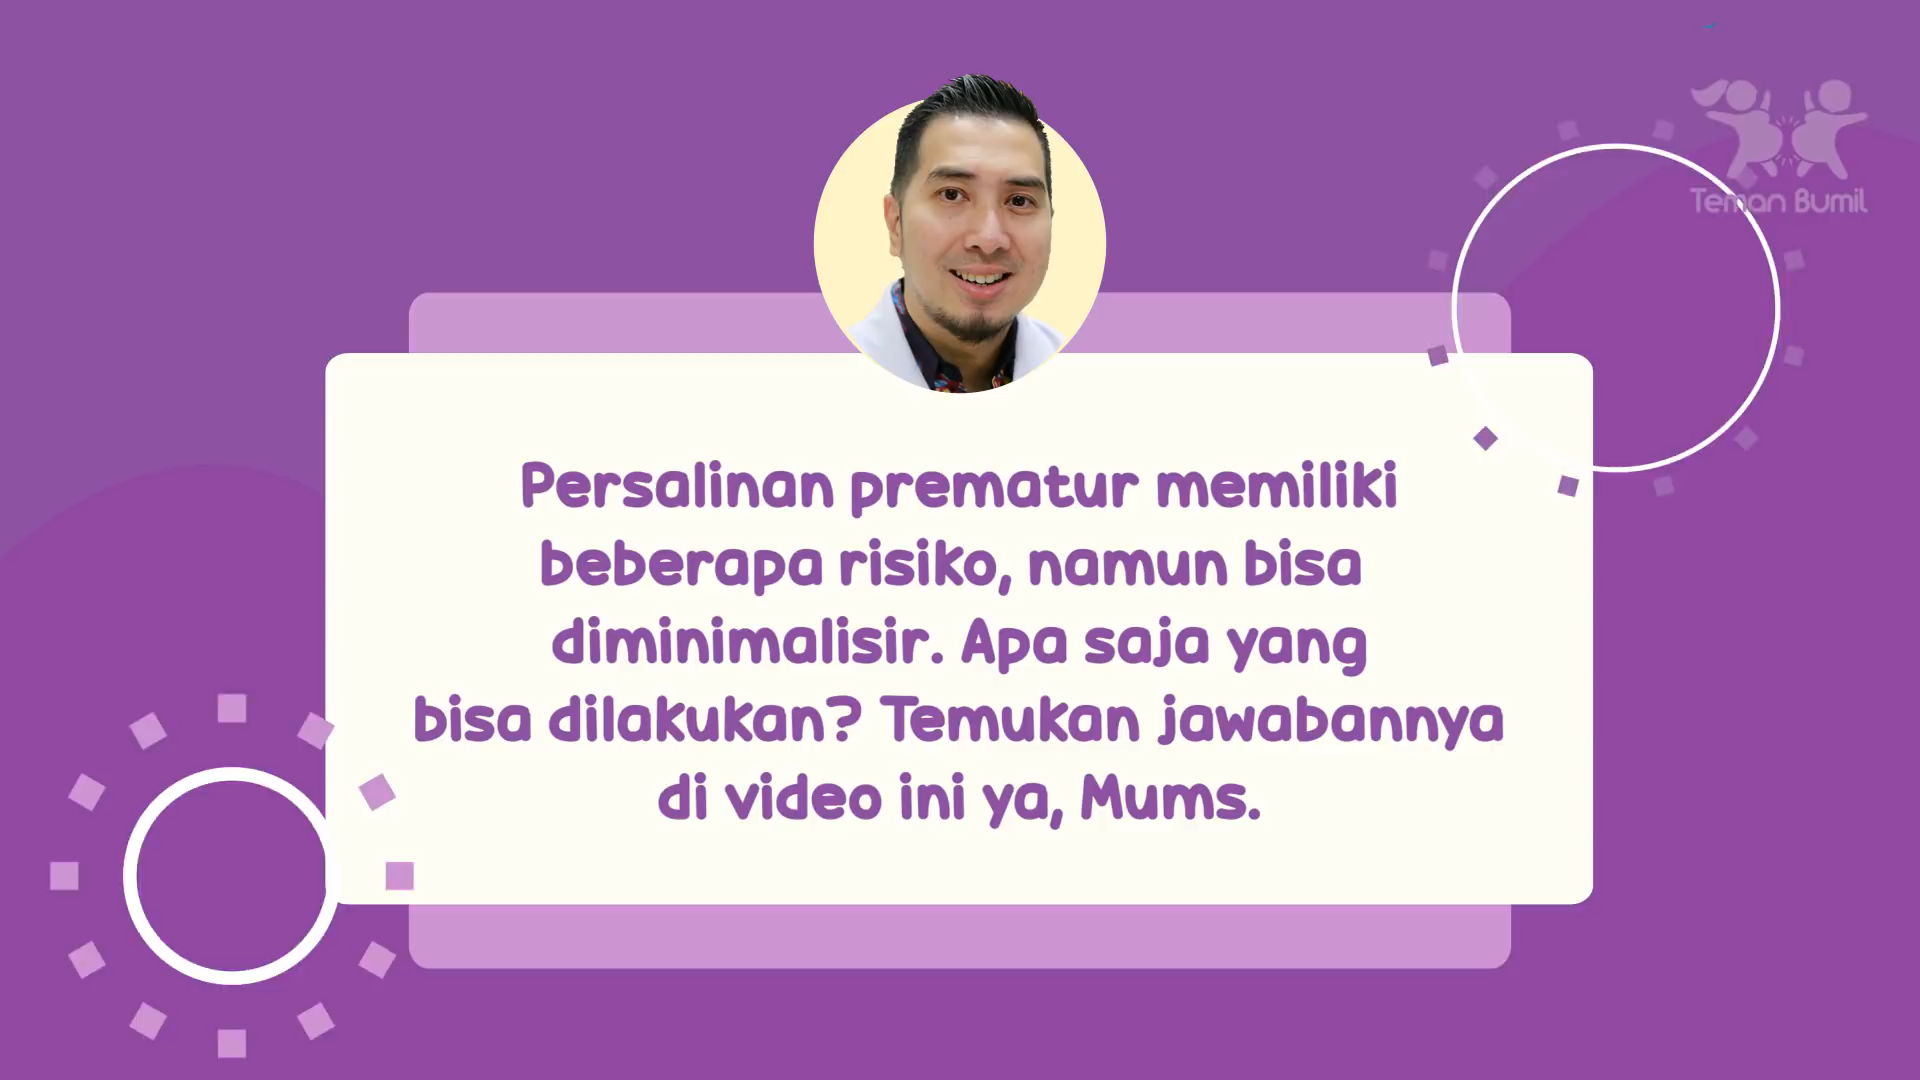 Teman Bumil
Persalinan prematur memiliki
beberapa risiko, namun bisa
diminimalisir. Apa saja yang
bisa dilakukan? Temukan jawabannya
di video ini ya, Mums.